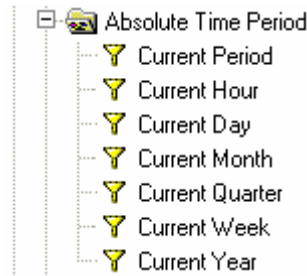 Absolute Time Period
Current Period
Current Hour
Current Day
Current Month
Current Quarter
Current Week
Current Year